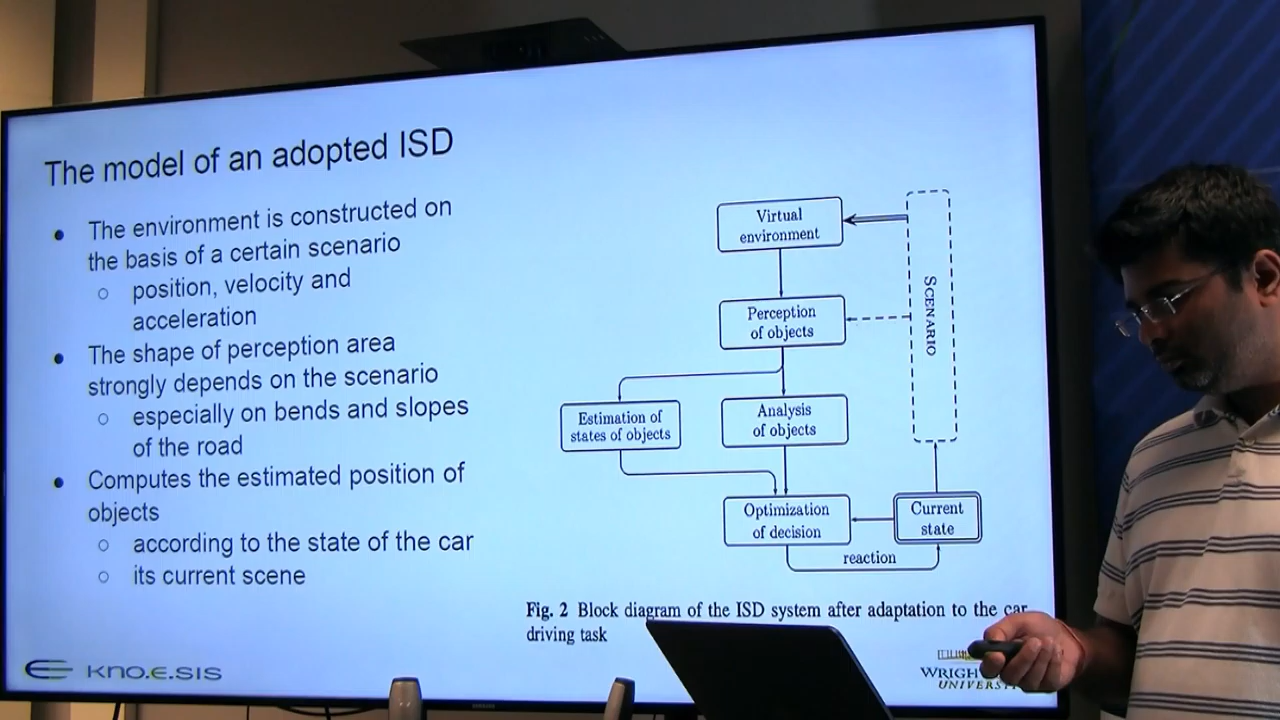 The model of an adopted ISD
The environment is constructed on
the basis of a certain scenario
position, velocity and
acceleration
The shape of perception area
strongly depends on the scenario
especially on bends and slopes
of the road
Computes the estimated position of
objects
according to the state of the car
its current scene
Virtual
environment
Perception
of objects
SCENARIO
Estimation of
states of objects
Analysis
of objects
Optimization
of decision
Current
state
reaction
Fig. 2 Block diagram of the ISD system after adaptation to the car
driving task
KNO.E.SIS